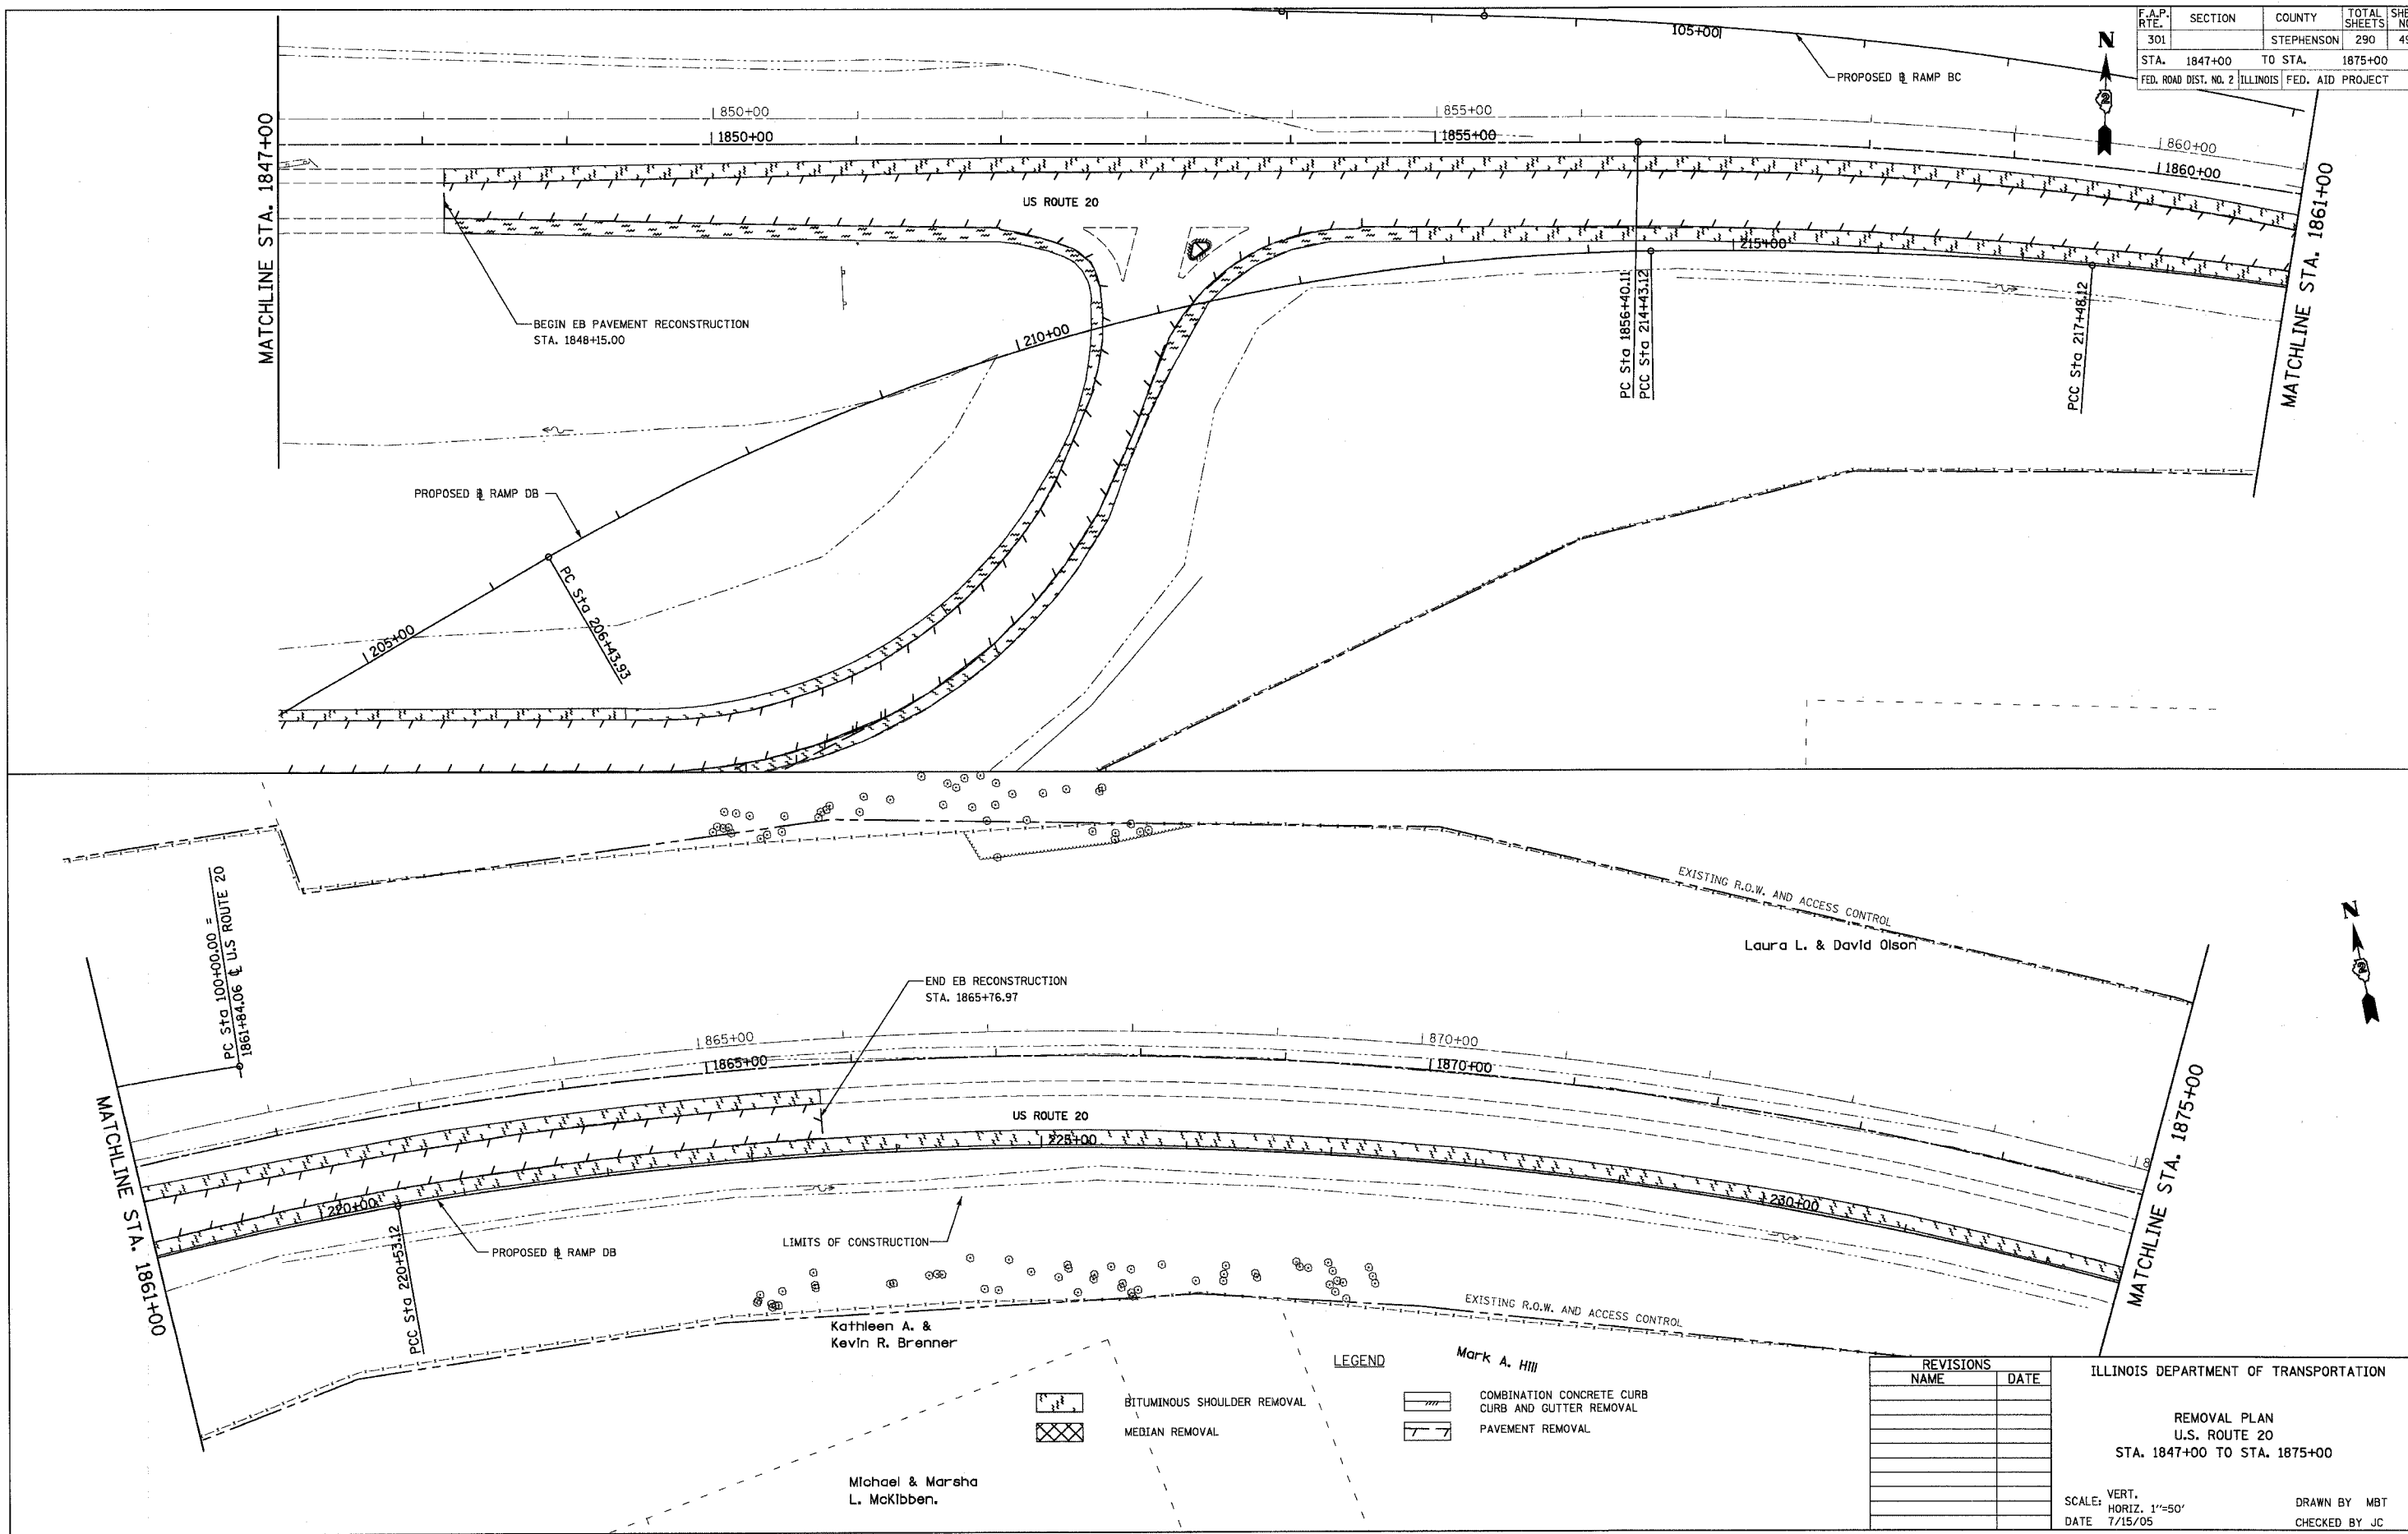 F.A.P. RTE. SECTION COUNTY TOTAL SHEETS
301 STEPHENSON 290
STA. 1847+00 TO STA. 1875+00
FED. ROAD DIST. NO. 2 ILLINOIS FED. AID PROJECT
N
105+00
PROPOSED ⅊ RAMP BC
MATCHLINE STA. 1847+00
850+00
1850+00
855+00
1855+00
860+00
1860+00
MATCHLINE STA. 1861+00
US ROUTE 20
215+00
BEGIN EB PAVEMENT RECONSTRUCTION
STA. 1848+15.00
210+00
PC Sta 1856+40.11
PCC Sta 214+43.12
PCC Sta 217+48.12
PROPOSED ⅊ RAMP DB
PC Sta 206+43.93
205+00
PC Sta 100+00.00 =
1861+84.06 ℄ U.S ROUTE 20
EXISTING R.O.W. AND ACCESS CONTROL
Laura L. & David Olson
N
END EB RECONSTRUCTION
STA. 1865+76.97
865+00
1865+00
870+00
1870+00
MATCHLINE STA. 1861+00
MATCHLINE STA. 1875+00
US ROUTE 20
225+00
220+00
230+00
PCC Sta 220+53.12
PROPOSED ⅊ RAMP DB
LIMITS OF CONSTRUCTION
EXISTING R.O.W. AND ACCESS CONTROL
Kathleen A. &
Kevin R. Brenner
Mark A. Hill
LEGEND
BITUMINOUS SHOULDER REMOVAL
MEDIAN REMOVAL
COMBINATION CONCRETE CURB
CURB AND GUTTER REMOVAL
PAVEMENT REMOVAL
Michael & Marsha
L. McKibben.
REVISIONS
NAME DATE
ILLINOIS DEPARTMENT OF TRANSPORTATION
REMOVAL PLAN
U.S. ROUTE 20
STA. 1847+00 TO STA. 1875+00
SCALE: VERT.
HORIZ. 1"=50'
DATE 7/15/05
DRAWN BY MBT
CHECKED BY JC